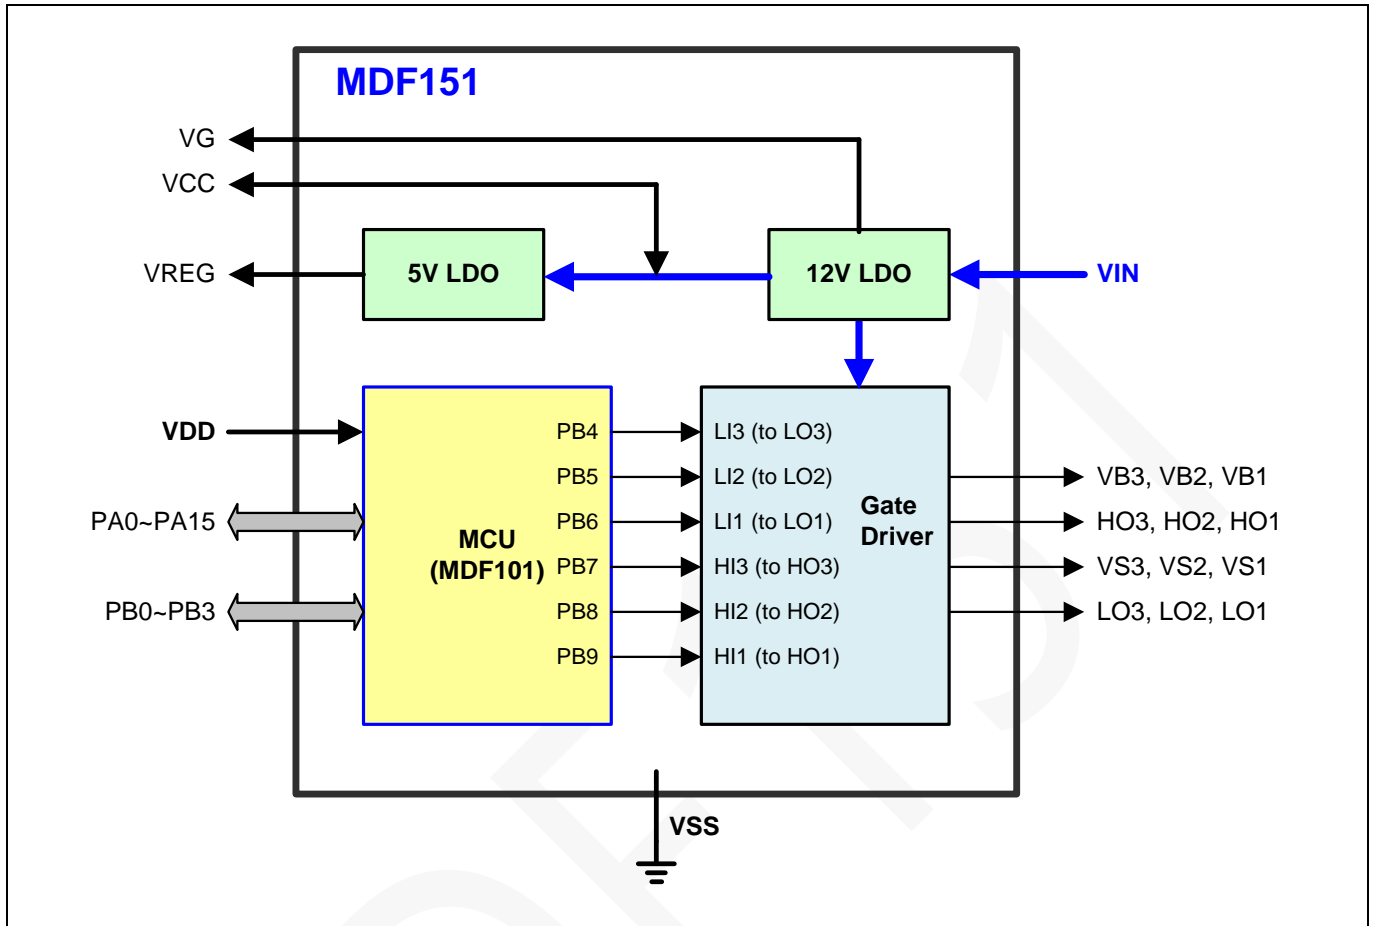 MDF151
VG
VCC
VREG
5V LDO
12V LDO
VIN
VDD
PA0~PA15
PB0~PB3
MCU
(MDF101)
PB4
PB5
PB6
PB7
PB8
PB9
LI3 (to LO3)
LI2 (to LO2)
LI1 (to LO1)
HI3 (to HO3)
HI2 (to HO2)
HI1 (to HO1)
Gate
Driver
VB3, VB2, VB1
HO3, HO2, HO1
VS3, VS2, VS1
LO3, LO2, LO1
VSS